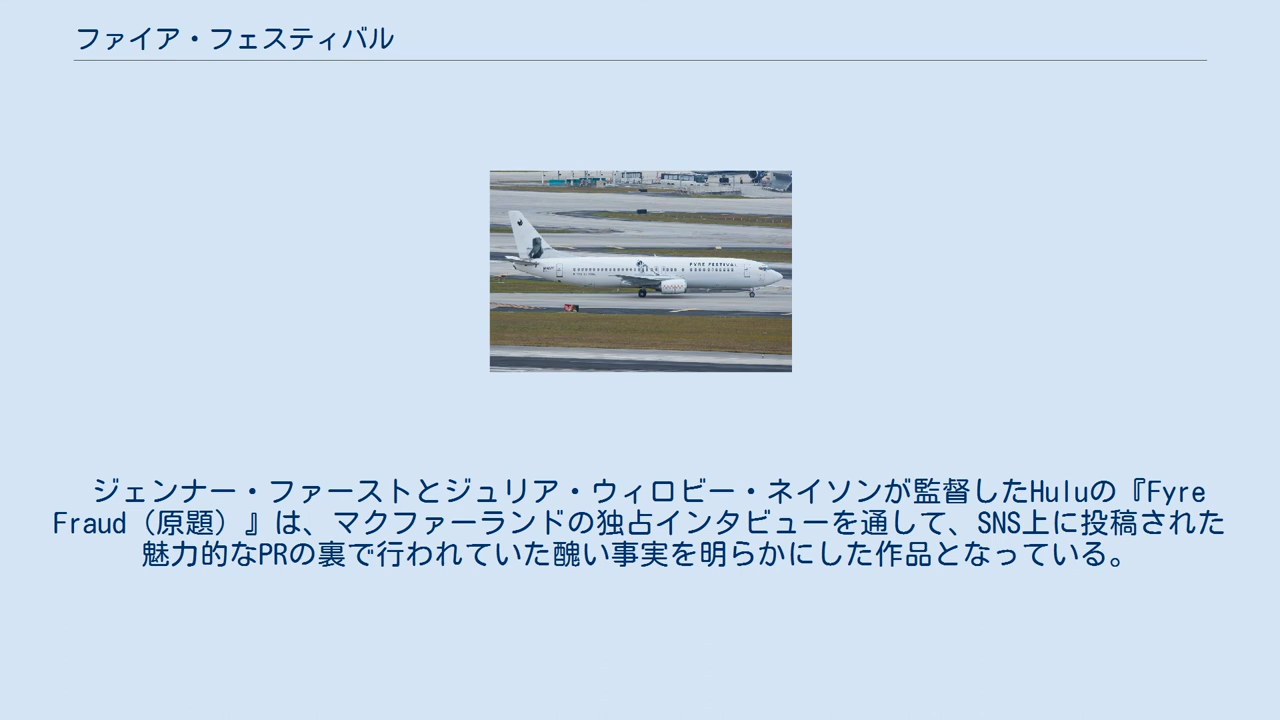 ファイア・フェスティバル
FYRE FESTIVAL
ジェンナー・ファーストとジュリア・ウィロビー・ネイソンが監督したHuluの『Fyre
Fraud（原題）』は、マクファーランドの独占インタビューを通して、SNS上に投稿された
魅力的なPRの裏で行われていた醜い事実を明らかにした作品となっている。